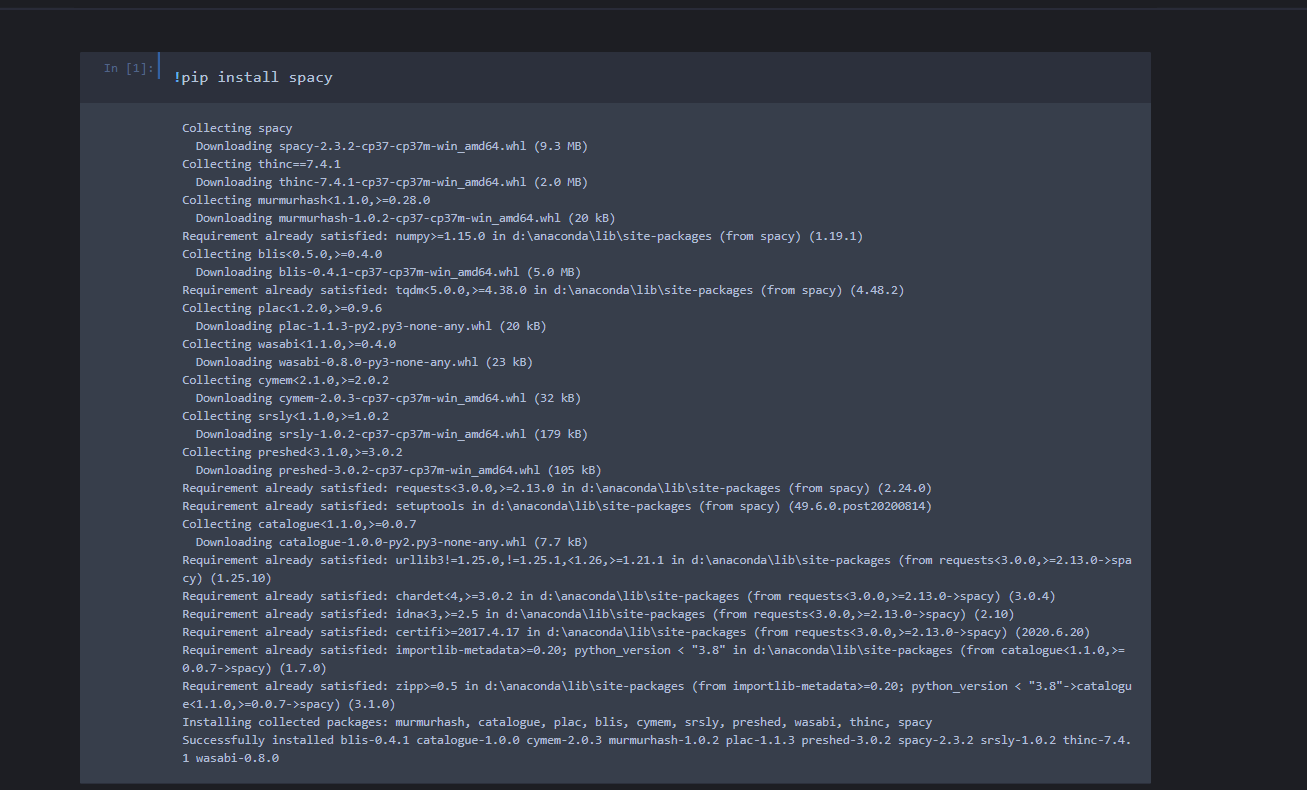 In [1]:
!pip install spacy
Collecting spacy
  Downloading spacy-2.3.2-cp37-cp37m-win_amd64.whl (9.3 MB)
Collecting thinc==7.4.1
  Downloading thinc-7.4.1-cp37-cp37m-win_amd64.whl (2.0 MB)
Collecting murmurhash<1.1.0,>=0.28.0
  Downloading murmurhash-1.0.2-cp37-cp37m-win_amd64.whl (20 kB)
Requirement already satisfied: numpy>=1.15.0 in d:\anaconda\lib\site-packages (from spacy) (1.19.1)
Collecting blis<0.5.0,>=0.4.0
  Downloading blis-0.4.1-cp37-cp37m-win_amd64.whl (5.0 MB)
Requirement already satisfied: tqdm<5.0.0,>=4.38.0 in d:\anaconda\lib\site-packages (from spacy) (4.48.2)
Collecting plac<1.2.0,>=0.9.6
  Downloading plac-1.1.3-py2.py3-none-any.whl (20 kB)
Collecting wasabi<1.1.0,>=0.4.0
  Downloading wasabi-0.8.0-py3-none-any.whl (23 kB)
Collecting cymem<2.1.0,>=2.0.2
  Downloading cymem-2.0.3-cp37-cp37m-win_amd64.whl (32 kB)
Collecting srsly<1.1.0,>=1.0.2
  Downloading srsly-1.0.2-cp37-cp37m-win_amd64.whl (179 kB)
Collecting preshed<3.1.0,>=3.0.2
  Downloading preshed-3.0.2-cp37-cp37m-win_amd64.whl (105 kB)
Requirement already satisfied: requests<3.0.0,>=2.13.0 in d:\anaconda\lib\site-packages (from spacy) (2.24.0)
Requirement already satisfied: setuptools in d:\anaconda\lib\site-packages (from spacy) (49.6.0.post20200814)
Collecting catalogue<1.1.0,>=0.0.7
  Downloading catalogue-1.0.0-py2.py3-none-any.whl (7.7 kB)
Requirement already satisfied: urllib3!=1.25.0,!=1.25.1,<1.26,>=1.21.1 in d:\anaconda\lib\site-packages (from requests<3.0.0,>=2.13.0->spa
cy) (1.25.10)
Requirement already satisfied: chardet<4,>=3.0.2 in d:\anaconda\lib\site-packages (from requests<3.0.0,>=2.13.0->spacy) (3.0.4)
Requirement already satisfied: idna<3,>=2.5 in d:\anaconda\lib\site-packages (from requests<3.0.0,>=2.13.0->spacy) (2.10)
Requirement already satisfied: certifi>=2017.4.17 in d:\anaconda\lib\site-packages (from requests<3.0.0,>=2.13.0->spacy) (2020.6.20)
Requirement already satisfied: importlib-metadata>=0.20; python_version < "3.8" in d:\anaconda\lib\site-packages (from catalogue<1.1.0,>=
0.0.7->spacy) (1.7.0)
Requirement already satisfied: zipp>=0.5 in d:\anaconda\lib\site-packages (from importlib-metadata>=0.20; python_version < "3.8"->catalogu
e<1.1.0,>=0.0.7->spacy) (3.1.0)
Installing collected packages: murmurhash, catalogue, plac, blis, cymem, srsly, preshed, wasabi, thinc, spacy
Successfully installed blis-0.4.1 catalogue-1.0.0 cymem-2.0.3 murmurhash-1.0.2 plac-1.1.3 preshed-3.0.2 spacy-2.3.2 srsly-1.0.2 thinc-7.4.
1 wasabi-0.8.0